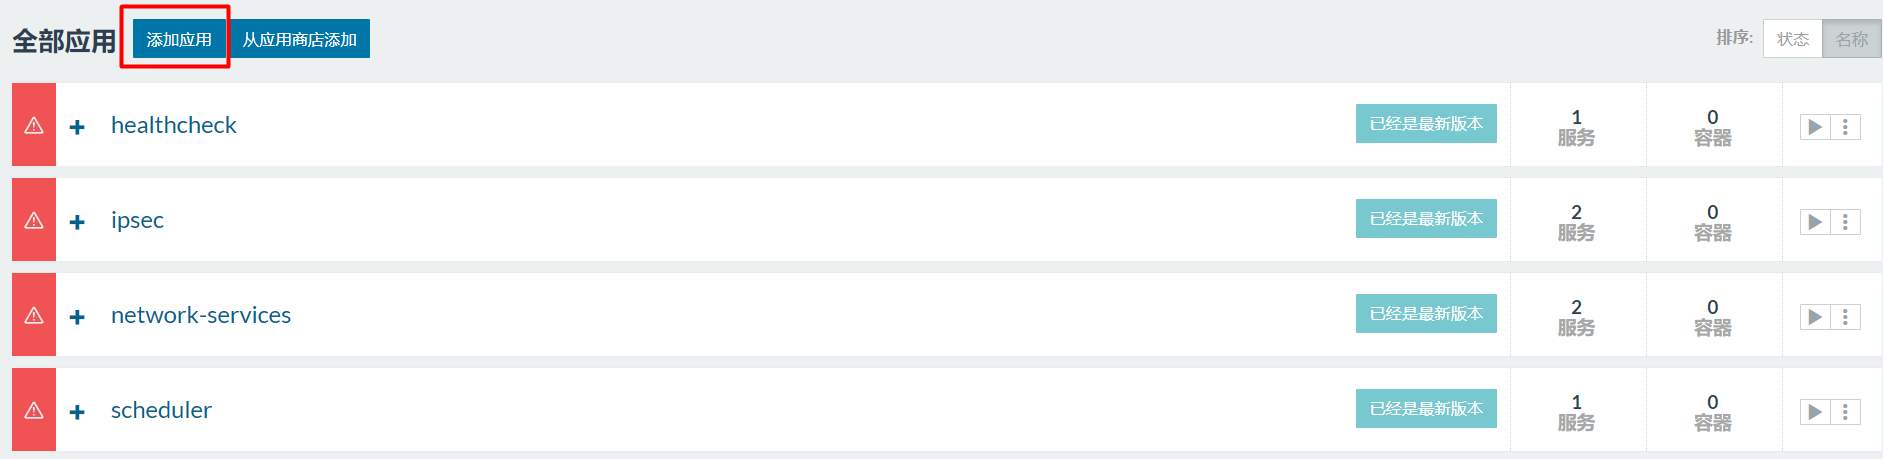 全部应用 添加应用 从应用商店添加 排序: 状态 名称
healthcheck 已经是最新版本 1 服务 0 容器
ipsec 已经是最新版本 2 服务 0 容器
network-services 已经是最新版本 2 服务 0 容器
scheduler 已经是最新版本 1 服务 0 容器